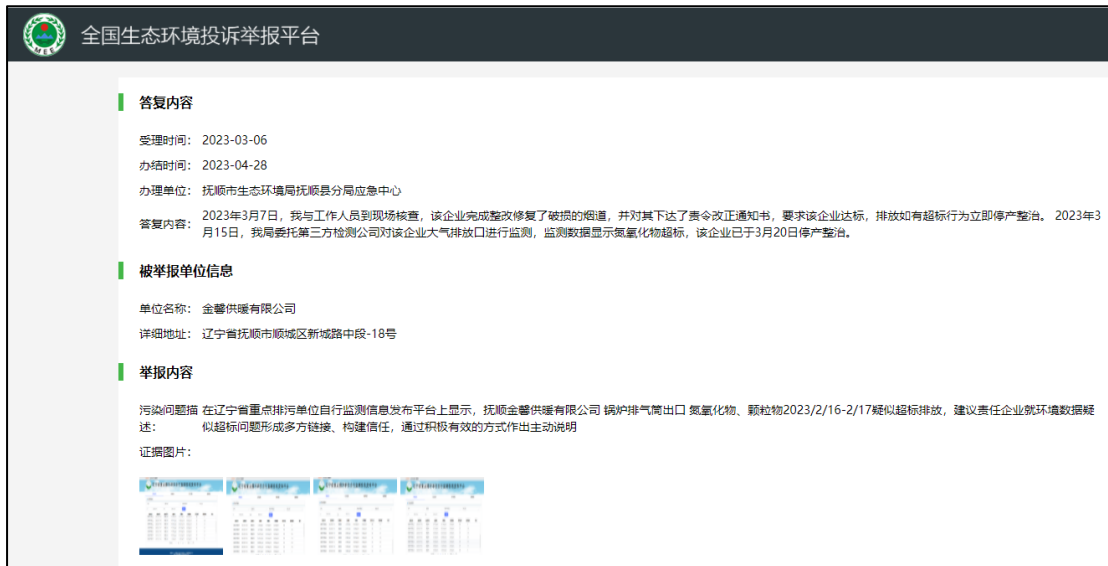 MEE
全国生态环境投诉举报平台
答复内容
受理时间： 2023-03-06
办结时间： 2023-04-28
办理单位： 抚顺市生态环境局抚顺县分局应急中心
答复内容： 2023年3月7日，我与工作人员到现场核查，该企业完成整改修复了破损的烟道，并对其下达了责令改正通知书，要求该企业达标，排放如有超标行为立即停产整治。 2023年3
月15日，我局委托第三方检测公司对该企业大气排放口进行监测，监测数据显示氮氧化物超标，该企业已于3月20日停产整治。
被举报单位信息
单位名称： 金馨供暖有限公司
详细地址： 辽宁省抚顺市顺城区新城路中段-18号
举报内容
污染问题描 在辽宁省重点排污单位自行监测信息发布平台上显示，抚顺金馨供暖有限公司 锅炉排气筒出口 氮氧化物、颗粒物2023/2/16-2/17疑似超标排放，建议责任企业就环境数据疑
述： 似超标问题形成多方链接、构建信任，通过积极有效的方式作出主动说明
证据图片：